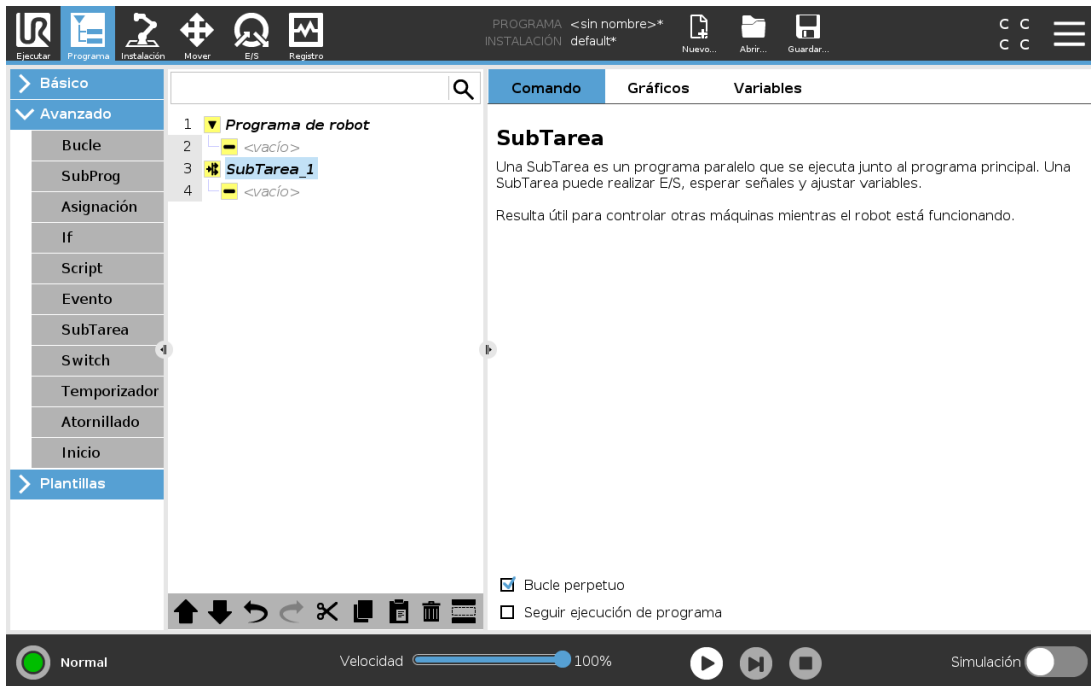 PROGRAMA <sin nombre>*
INSTALACIÓN default*
C C
C C
Ejecutar Programa Instalación Mover E/S Registro Nuevo... Abrir... Guardar...
Básico
Avanzado
Bucle
SubProg
Asignación
If
Script
Evento
SubTarea
Switch
Temporizador
Atornillado
Inicio
Plantillas
1 Programa de robot
2 <vacío>
3 SubTarea_1
4 <vacío>
Comando Gráficos Variables
SubTarea
Una SubTarea es un programa paralelo que se ejecuta junto al programa principal. Una
SubTarea puede realizar E/S, esperar señales y ajustar variables.
Resulta útil para controlar otras máquinas mientras el robot está funcionando.
Bucle perpetuo
Seguir ejecución de programa
Normal Velocidad 100% Simulación